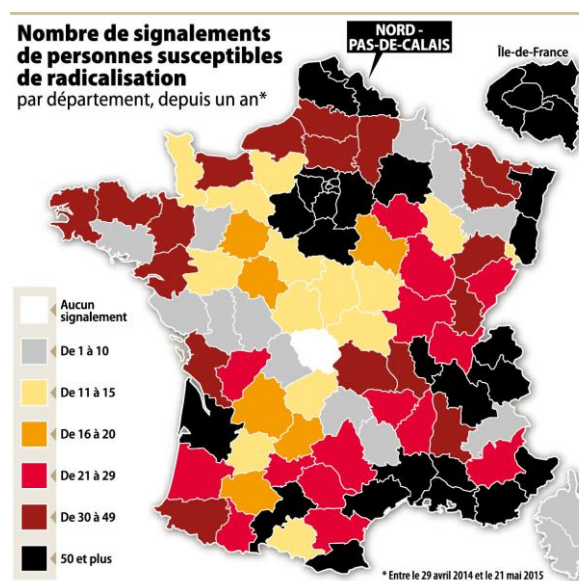 Nombre de signalements
de personnes susceptibles
de radicalisation
par département, depuis un an*
NORD -
PAS-DE-CALAIS
Île-de-France
Aucun
signalement
De 1 à 10
De 11 à 15
De 16 à 20
De 21 à 29
De 30 à 49
50 et plus
* Entre le 29 avril 2014 et le 21 mai 2015